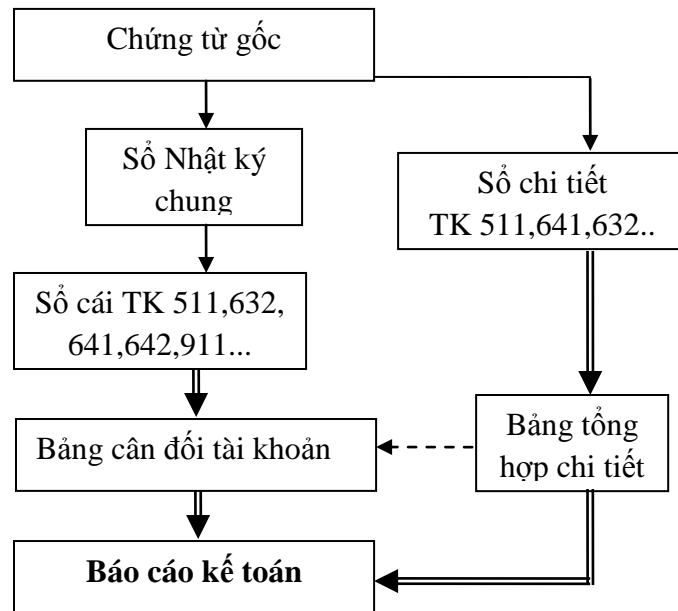 Chứng từ gốc
Sổ Nhật ký
chung
Sổ chi tiết
TK 511,641,632..
Sổ cái TK 511,632,
641,642,911...
Bảng cân đối tài khoản
Bảng tổng
hợp chi tiết
Báo cáo kế toán